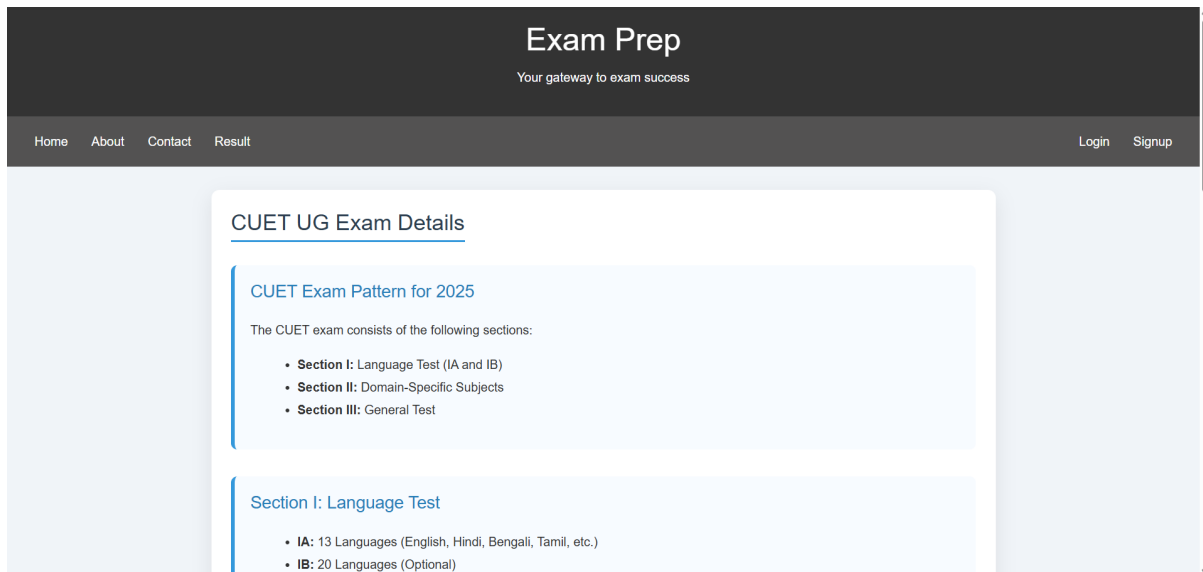 Exam Prep
Your gateway to exam success
Home About Contact Result Login Signup
CUET UG Exam Details
CUET Exam Pattern for 2025
The CUET exam consists of the following sections:
• Section I: Language Test (IA and IB)
• Section II: Domain-Specific Subjects
• Section III: General Test
Section I: Language Test
• IA: 13 Languages (English, Hindi, Bengali, Tamil, etc.)
• IB: 20 Languages (Optional)